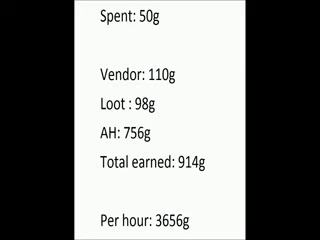 Spent: 50g
Vendor: 110g
Loot : 98g
AH: 756g
Total earned: 914g
Per hour: 3656g